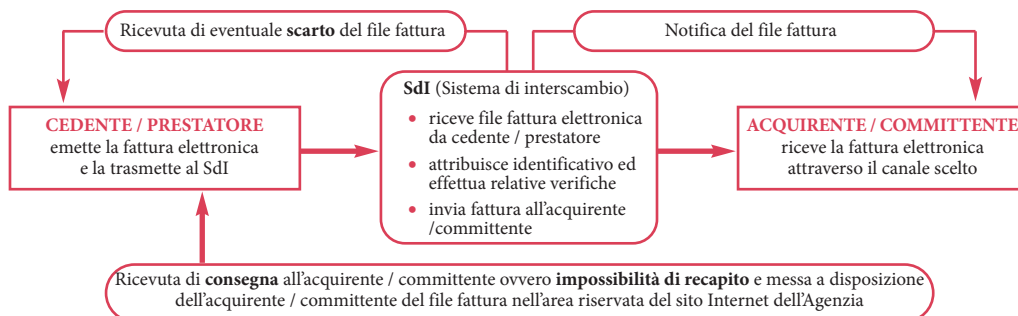 Ricevuta di eventuale scarto del file fattura
Notifica del file fattura
CEDENTE / PRESTATORE
emette la fattura elettronica
e la trasmette al SdI
SdI (Sistema di interscambio)
• riceve file fattura elettronica
da cedente / prestatore
• attribuisce identificativo ed
effettua relative verifiche
• invia fattura all’acquirente
/committente
ACQUIRENTE / COMMITTENTE
riceve la fattura elettronica
attraverso il canale scelto
Ricevuta di consegna all’acquirente / committente ovvero impossibilità di recapito e messa a disposizione
dell’acquirente / committente del file fattura nell’area riservata del sito Internet dell’Agenzia